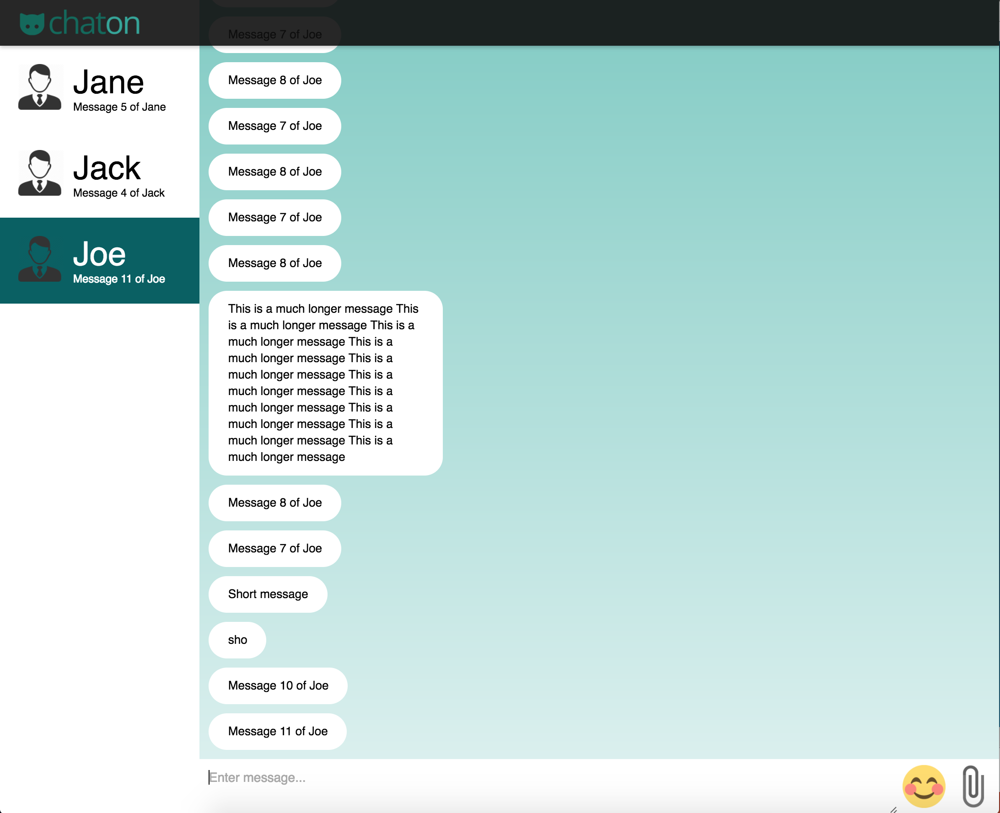 chaton
Jane
Message 5 of Jane
Jack
Message 4 of Jack
Joe
Message 11 of Joe
Message 7 of Joe
Message 8 of Joe
Message 7 of Joe
Message 8 of Joe
Message 7 of Joe
Message 8 of Joe
This is a much longer message This
is a much longer message This is a
much longer message This is a
much longer message This is a
much longer message This is a
much longer message This is a
much longer message This is a
much longer message This is a
much longer message This is a
much longer message
Message 8 of Joe
Message 7 of Joe
Short message
sho
Message 10 of Joe
Message 11 of Joe
Enter message...